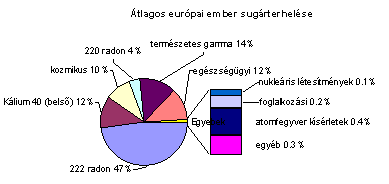 Átlagos európai ember sugárterhelése
természetes gamma 14%
220 radon 4%
kozmikus 10%
egészségügyi 12%
nukleáris létesítmények 0.1%
Kálium 40 (belső) 12%
foglalkozási 0.2%
atomfegyver kísérletek 0.4%
egyéb 0.3%
222 radon 47%